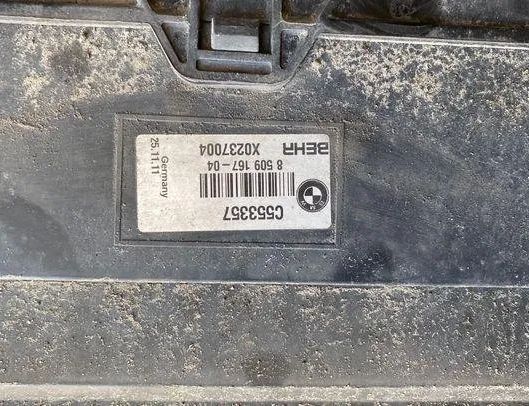 C553357
8 509 167-04
BEHR X0237004
Germany
25.11.11